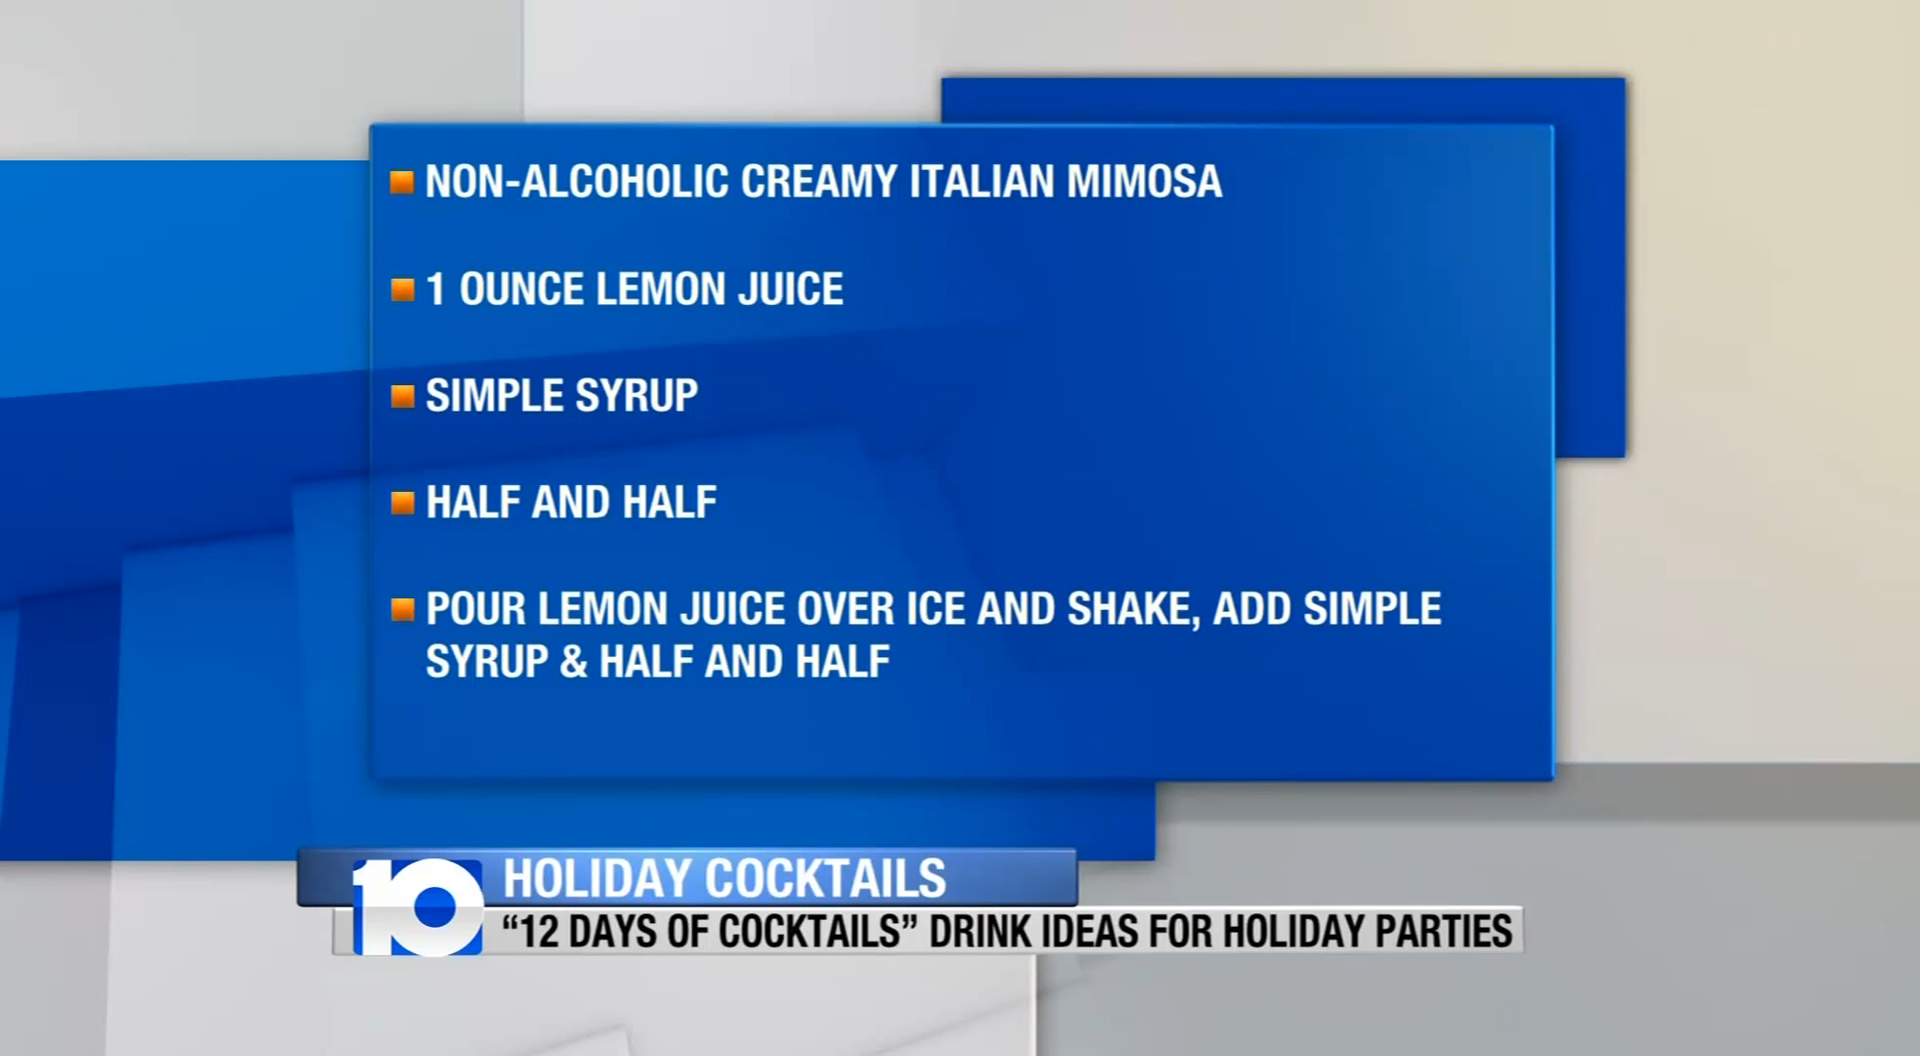 NON-ALCOHOLIC CREAMY ITALIAN MIMOSA
1 OUNCE LEMON JUICE
SIMPLE SYRUP
HALF AND HALF
POUR LEMON JUICE OVER ICE AND SHAKE, ADD SIMPLE
SYRUP & HALF AND HALF
10
HOLIDAY COCKTAILS
“12 DAYS OF COCKTAILS” DRINK IDEAS FOR HOLIDAY PARTIES